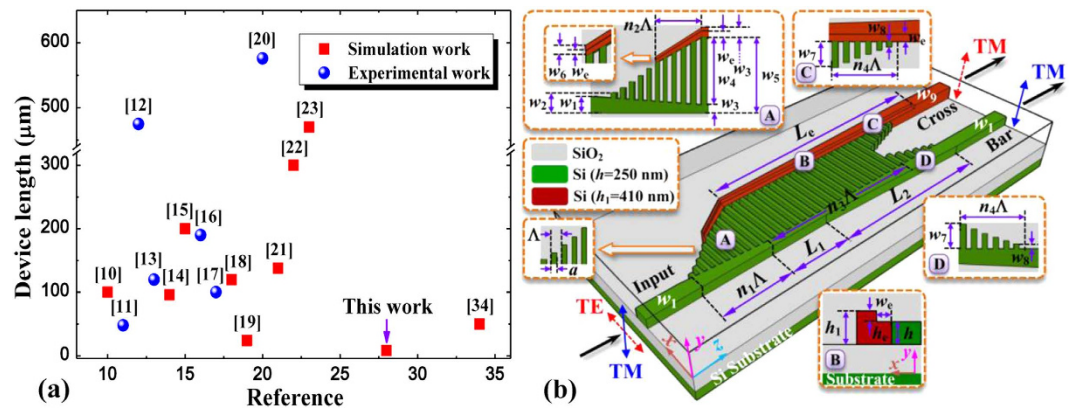 600
500
300
200
100
0
Device length (μm)
10
15
20
25
30
35
Reference
Simulation work
Experimental work
[20]
[12]
[23]
[22]
[15]
[16]
[13]
[14]
[18]
[21]
[10]
[17]
[11]
[19]
This work
[34]
(a)
n₂Λ
w₆
wₑ
w₂
w₁
wₑ
w₃
w₄
w₅
w₃
A
w₈
wₑ
w₇
n₄Λ
C
TM
TM
SiO₂
Si (h=250 nm)
Si (h₁=410 nm)
Lₑ
w₉
Cross
w₁
Bar
C
B
D
A
n₃Λ
L₂
L₁
n₁Λ
Λ
a
Input
w₁
TE
TM
y
z
x
Si Substrate
n₄Λ
w₇
w₈
D
wₑ
h₁
hₑ
h
B
y
x
Substrate
(b)